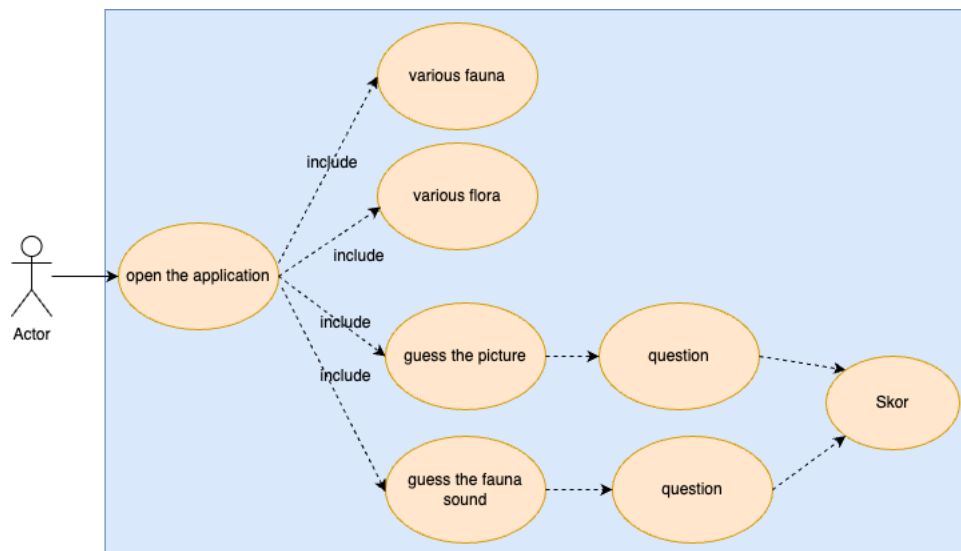 various fauna
include
various flora
include
open the application
Actor
include
guess the picture
question
include
Skor
guess the fauna
sound
question